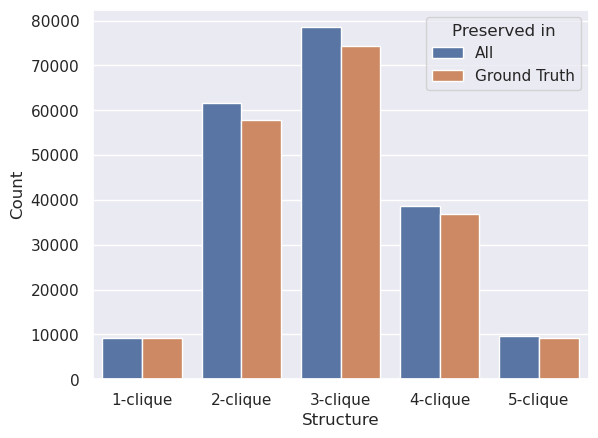 Preserved in
All
Ground Truth
80000
70000
60000
50000
40000
30000
20000
10000
0
Count
1-clique 2-clique 3-clique 4-clique 5-clique
Structure